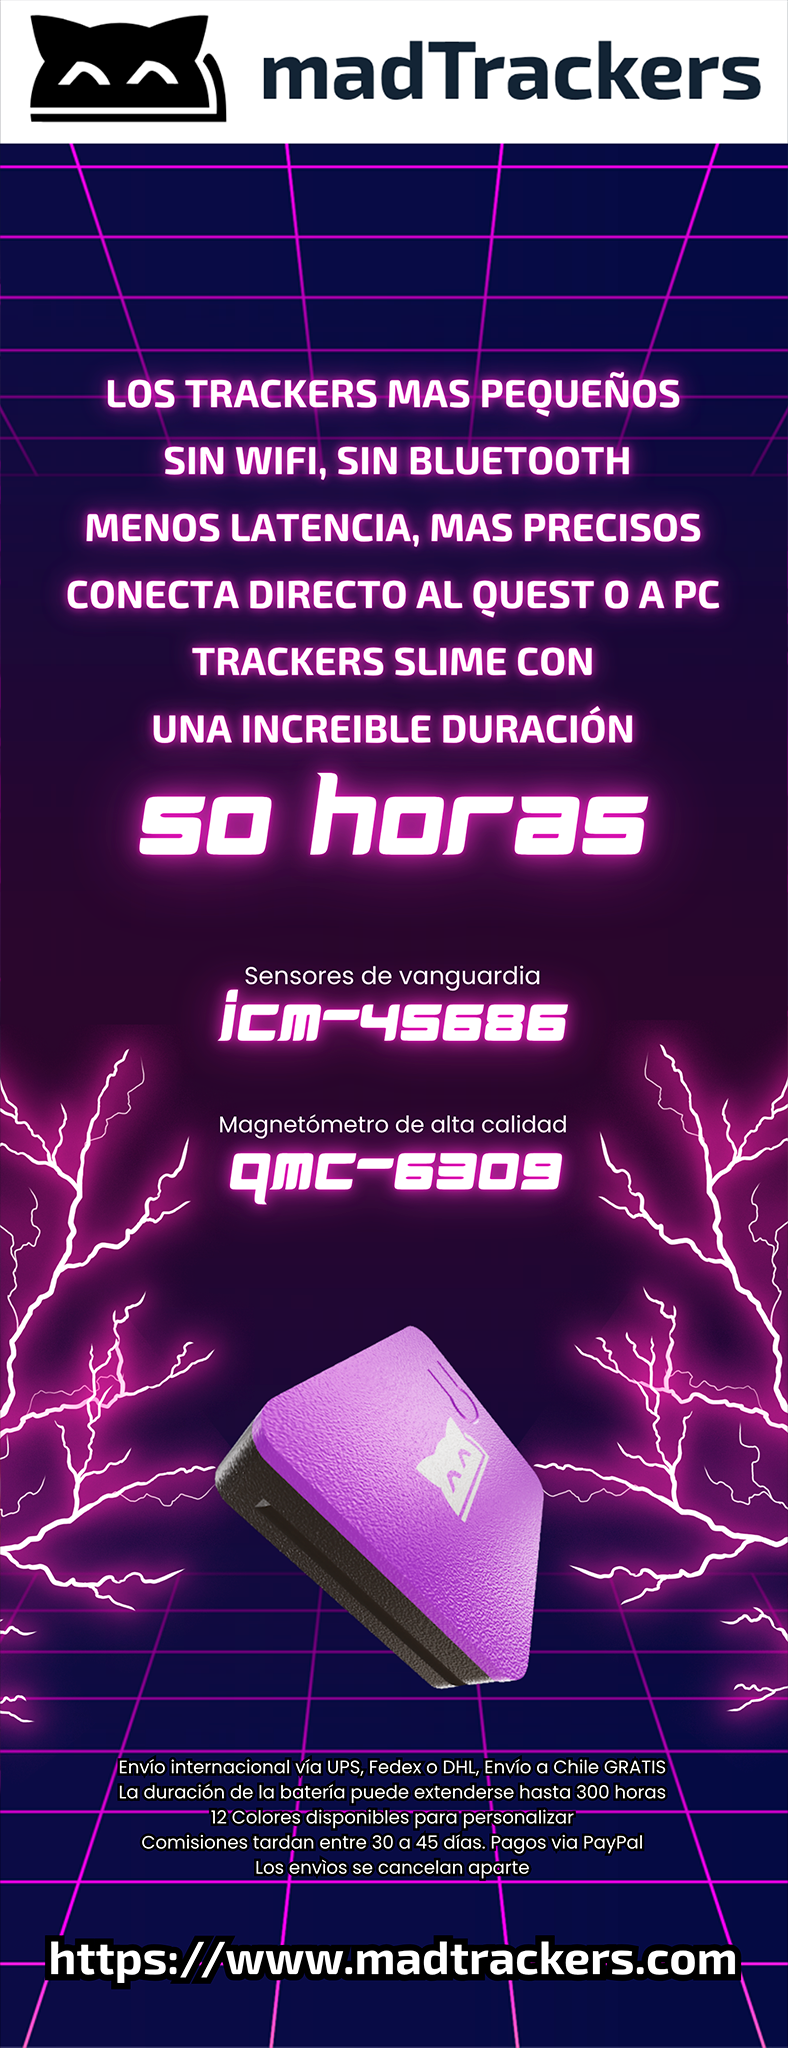 madTrackers
LOS TRACKERS MAS PEQUEÑOS
SIN WIFI, SIN BLUETOOTH
MENOS LATENCIA, MAS PRECISOS
CONECTA DIRECTO AL QUEST O A PC
TRACKERS SLIME CON
UNA INCREIBLE DURACIÓN
50 horas
Sensores de vanguardia
icm-45686
Magnetómetro de alta calidad
qmc-6309
Envío internacional vía UPS, Fedex o DHL, Envío a Chile GRATIS
La duración de la batería puede extenderse hasta 300 horas
12 Colores disponibles para personalizar
Comisiones tardan entre 30 a 45 días. Pagos via PayPal
Los envìos se cancelan aparte
https://www.madtrackers.com